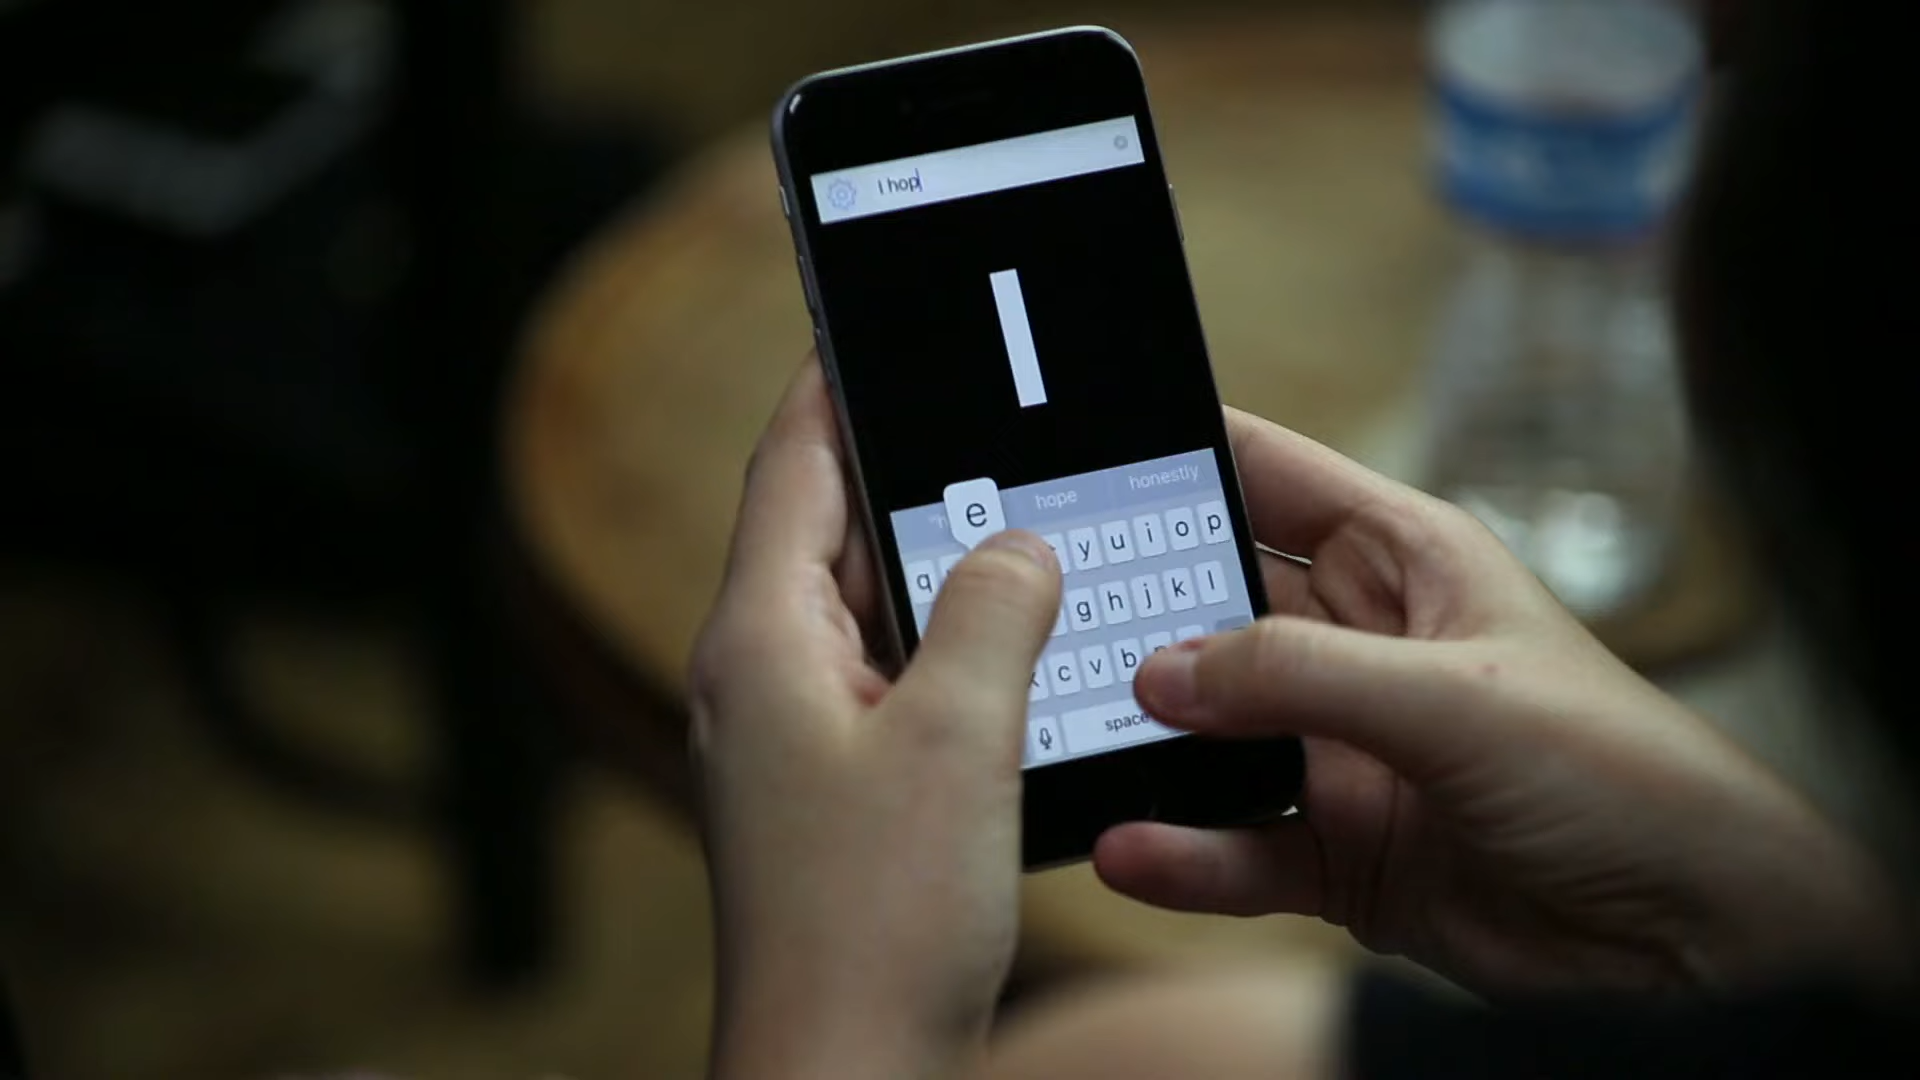 I hop
I
hope honestly
e
q y u i o p
g h j k l
c v b
space